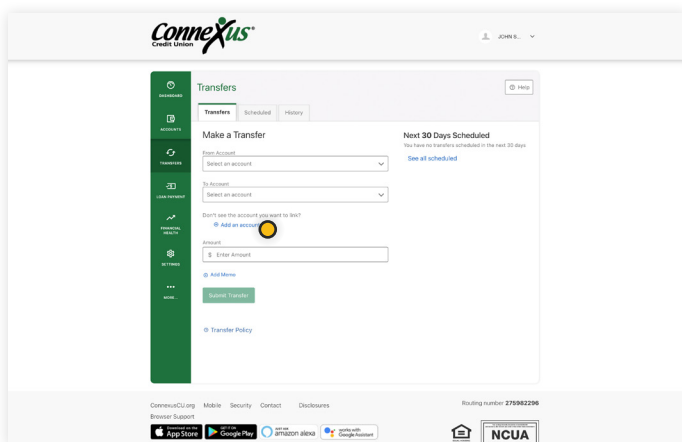 Connexus®
Credit Union
JOHN S...
DASHBOARD
ACCOUNTS
TRANSFERS
LOAN PAYMENT
FINANCIAL
HEALTH
SETTINGS
MORE...
Transfers
Help
Transfers Scheduled History
Make a Transfer
From Account
Select an account
To Account
Select an account
Don't see the account you want to link?
Add an accoun
Amount
$ Enter Amount
Add Memo
Submit Transfer
Transfer Policy
Next 30 Days Scheduled
You have no transfers scheduled in the next 30 days
See all scheduled
ConnexusCU.org Mobile Security Contact Disclosures
Browser Support
Routing number 275982296
Download on the
App Store
GET IT ON
Google Play
amazon alexa
works with
Google Assistant
NCUA